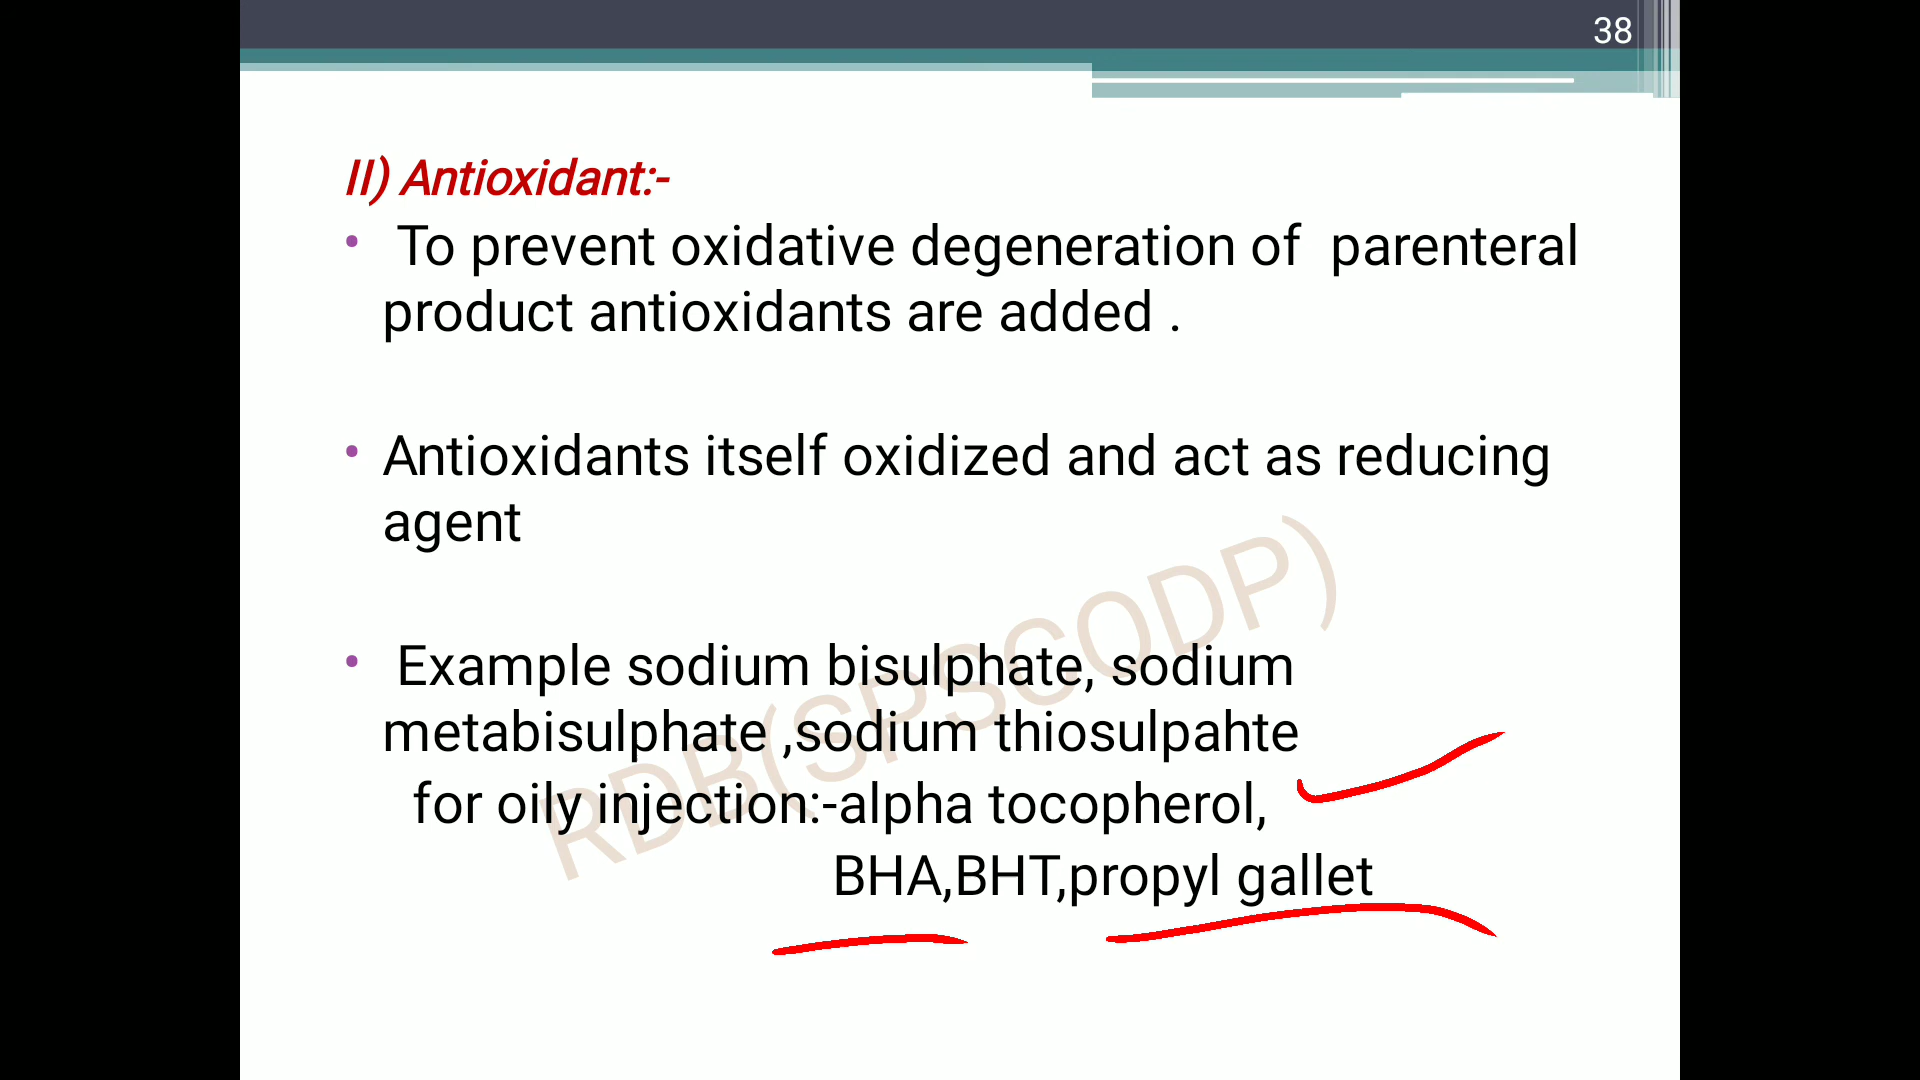 38
II) Antioxidant:-
• To prevent oxidative degeneration of parenteral
product antioxidants are added .
• Antioxidants itself oxidized and act as reducing
agent
• Example sodium bisulphate, sodium
metabisulphate ,sodium thiosulpahte
for oily injection:-alpha tocopherol,
BHA,BHT,propyl gallet
RDB(SPSCODP)